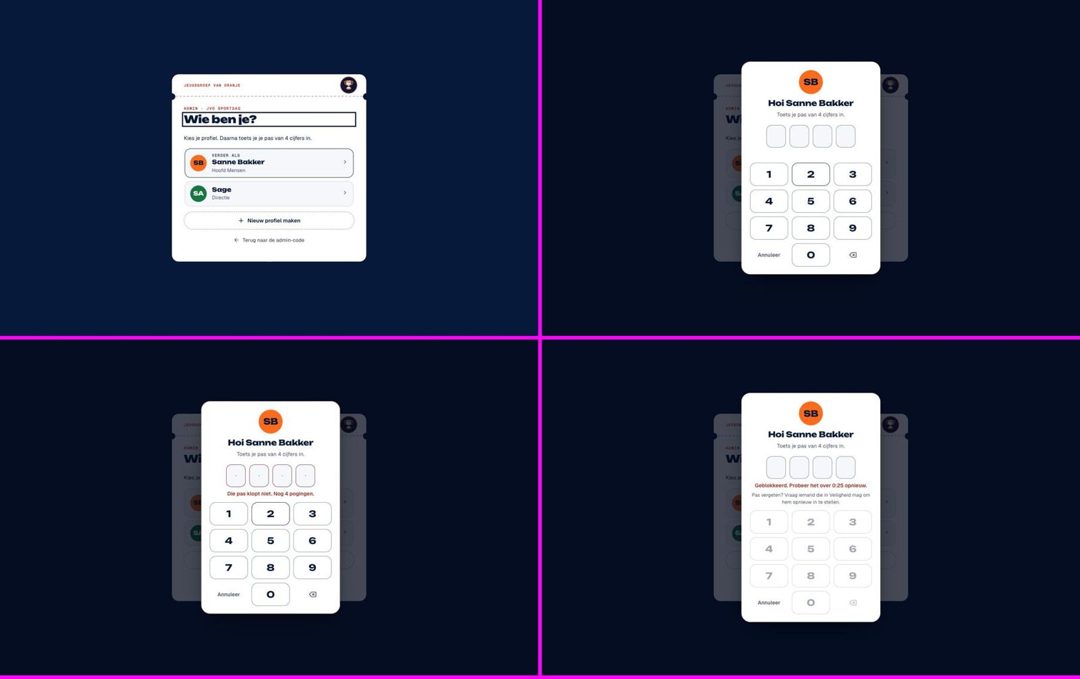 JEUGDGROEP VAN ORANJE
ADMIN · JVO SPORTDAG
Wie ben je?
Kies je profiel. Daarna toets je je pas van 4 cijfers in.
SB
VERDER ALS
Sanne Bakker
Hoofd Mensen
SA
Sage
Directie
+ Nieuw profiel maken
← Terug naar de admin-code
SB
Hoi Sanne Bakker
Toets je pas van 4 cijfers in.
1 2 3
4 5 6
7 8 9
Annuleer 0
SB
Hoi Sanne Bakker
Toets je pas van 4 cijfers in.
Die pas klopt niet. Nog 4 pogingen.
1 2 3
4 5 6
7 8 9
Annuleer 0
SB
Hoi Sanne Bakker
Toets je pas van 4 cijfers in.
Geblokkeerd. Probeer het over 0:25 opnieuw.
Pas vergeten? Vraag iemand die in Veiligheid mag om
hem opnieuw in te stellen.
1 2 3
4 5 6
7 8 9
Annuleer 0